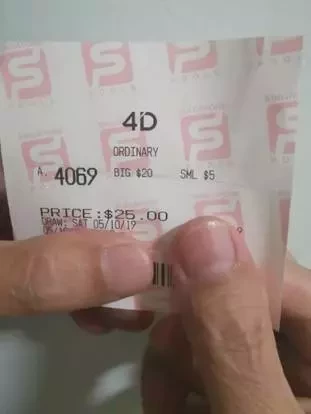 4D
ORDINARY
A. 4069 BIG $20 SML $5
PRICE:$25.00
DRAW: SAT 05/10/19